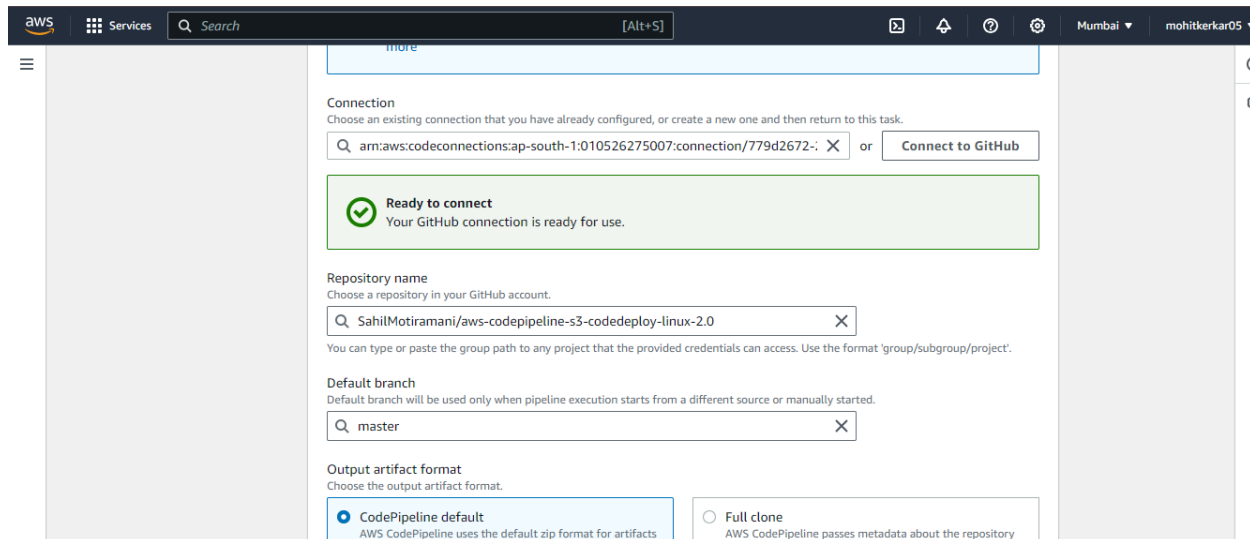 aws Services Search [Alt+S] Mumbai mohitkerkar05
more
Connection
Choose an existing connection that you have already configured, or create a new one and then return to this task.
arn:aws:codeconnections:ap-south-1:010526275007:connection/779d2672- or Connect to GitHub
Ready to connect
Your GitHub connection is ready for use.
Repository name
Choose a repository in your GitHub account.
SahilMotiramani/aws-codepipeline-s3-codedeploy-linux-2.0
You can type or paste the group path to any project that the provided credentials can access. Use the format 'group/subgroup/project'.
Default branch
Default branch will be used only when pipeline execution starts from a different source or manually started.
master
Output artifact format
Choose the output artifact format.
CodePipeline default Full clone
AWS CodePipeline uses the default zip format for artifacts AWS CodePipeline passes metadata about the repository